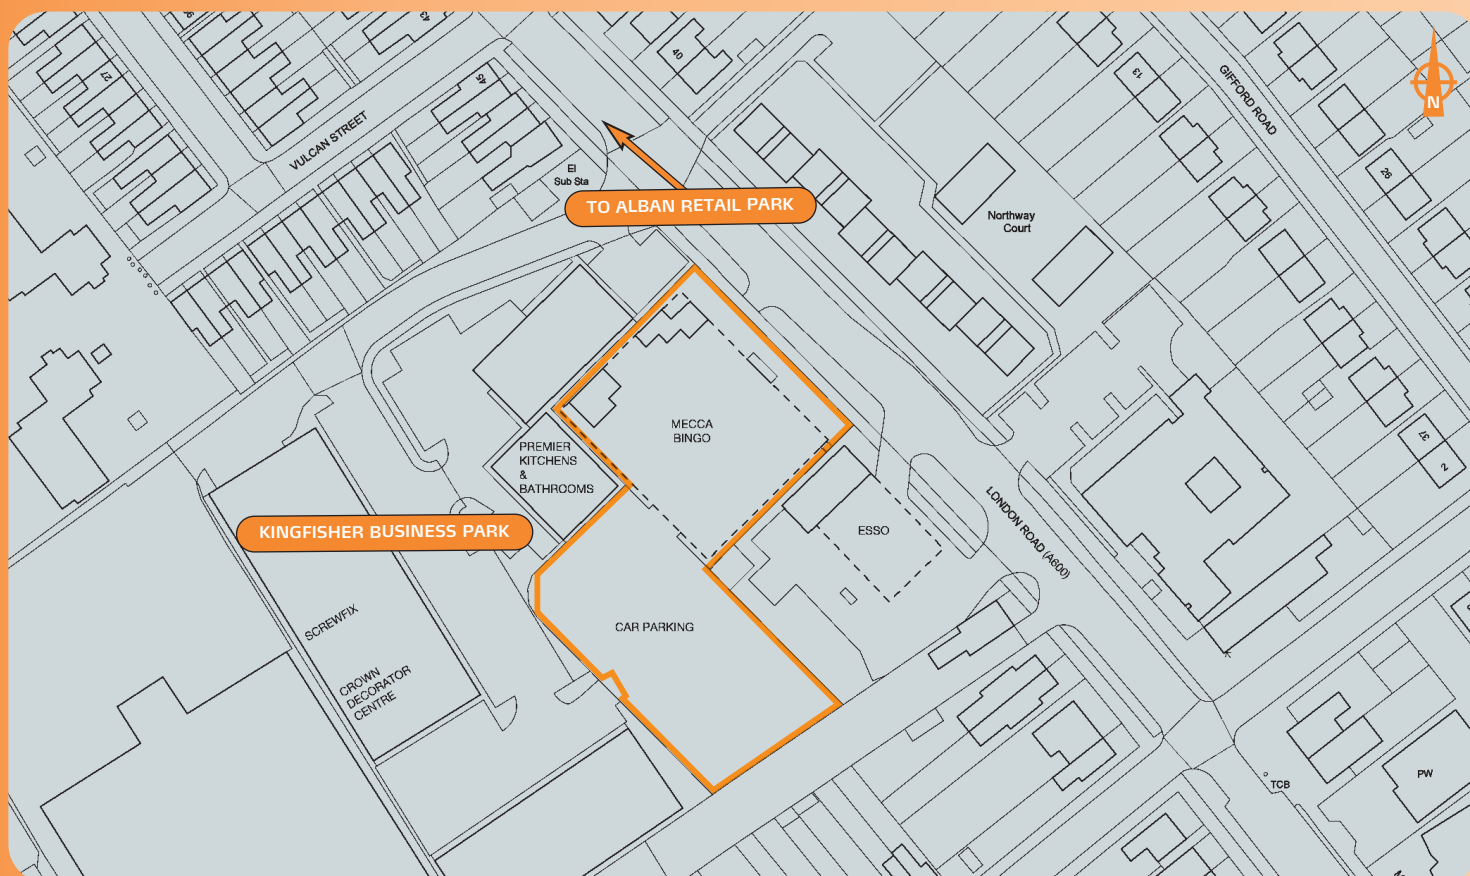 43
40
27
45
13
GIFFORD ROAD
N
VULCAN STREET
El
Sub Sta
26
TO ALBAN RETAIL PARK
Northway
Court
MECCA
BINGO
PREMIER
KITCHENS
&
BATHROOMS
37
2
KINGFISHER BUSINESS PARK
ESSO
LONDON ROAD (A600)
SCREWFIX
CAR PARKING
CROWN
DECORATOR
CENTRE
TCB
PW